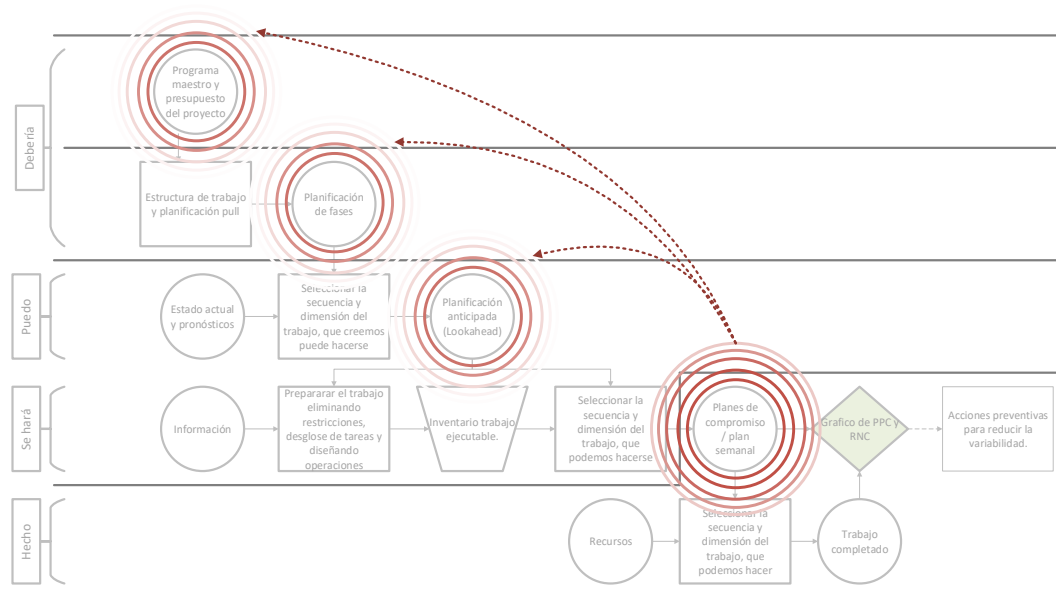 Debería
Programa
maestro y
presupuesto
del proyecto
Estructura de trabajo
y planificación pull
Planificación
de fases
Puedo
Estado actual
y pronósticos
Seleccionar la
secuencia y
dimensión del
trabajo, que creemos
puede hacerse
Planificación
anticipada
(Lookahead)
Se hará
Información
Prepararar el trabajo
eliminando
restricciones,
desglose de tareas y
diseñando
operaciones
Inventario trabajo
ejecutable.
Seleccionar la
secuencia y
dimensión del
trabajo, que
podemos hacerse
Planes de
compromiso
/ plan
semanal
Grafico de PPC y
RNC
Acciones preventivas
para reducir la
variabilidad.
Hecho
Recursos
Seleccionar la
secuencia y
dimensión del
trabajo, que
podemos hacer
Trabajo
completado